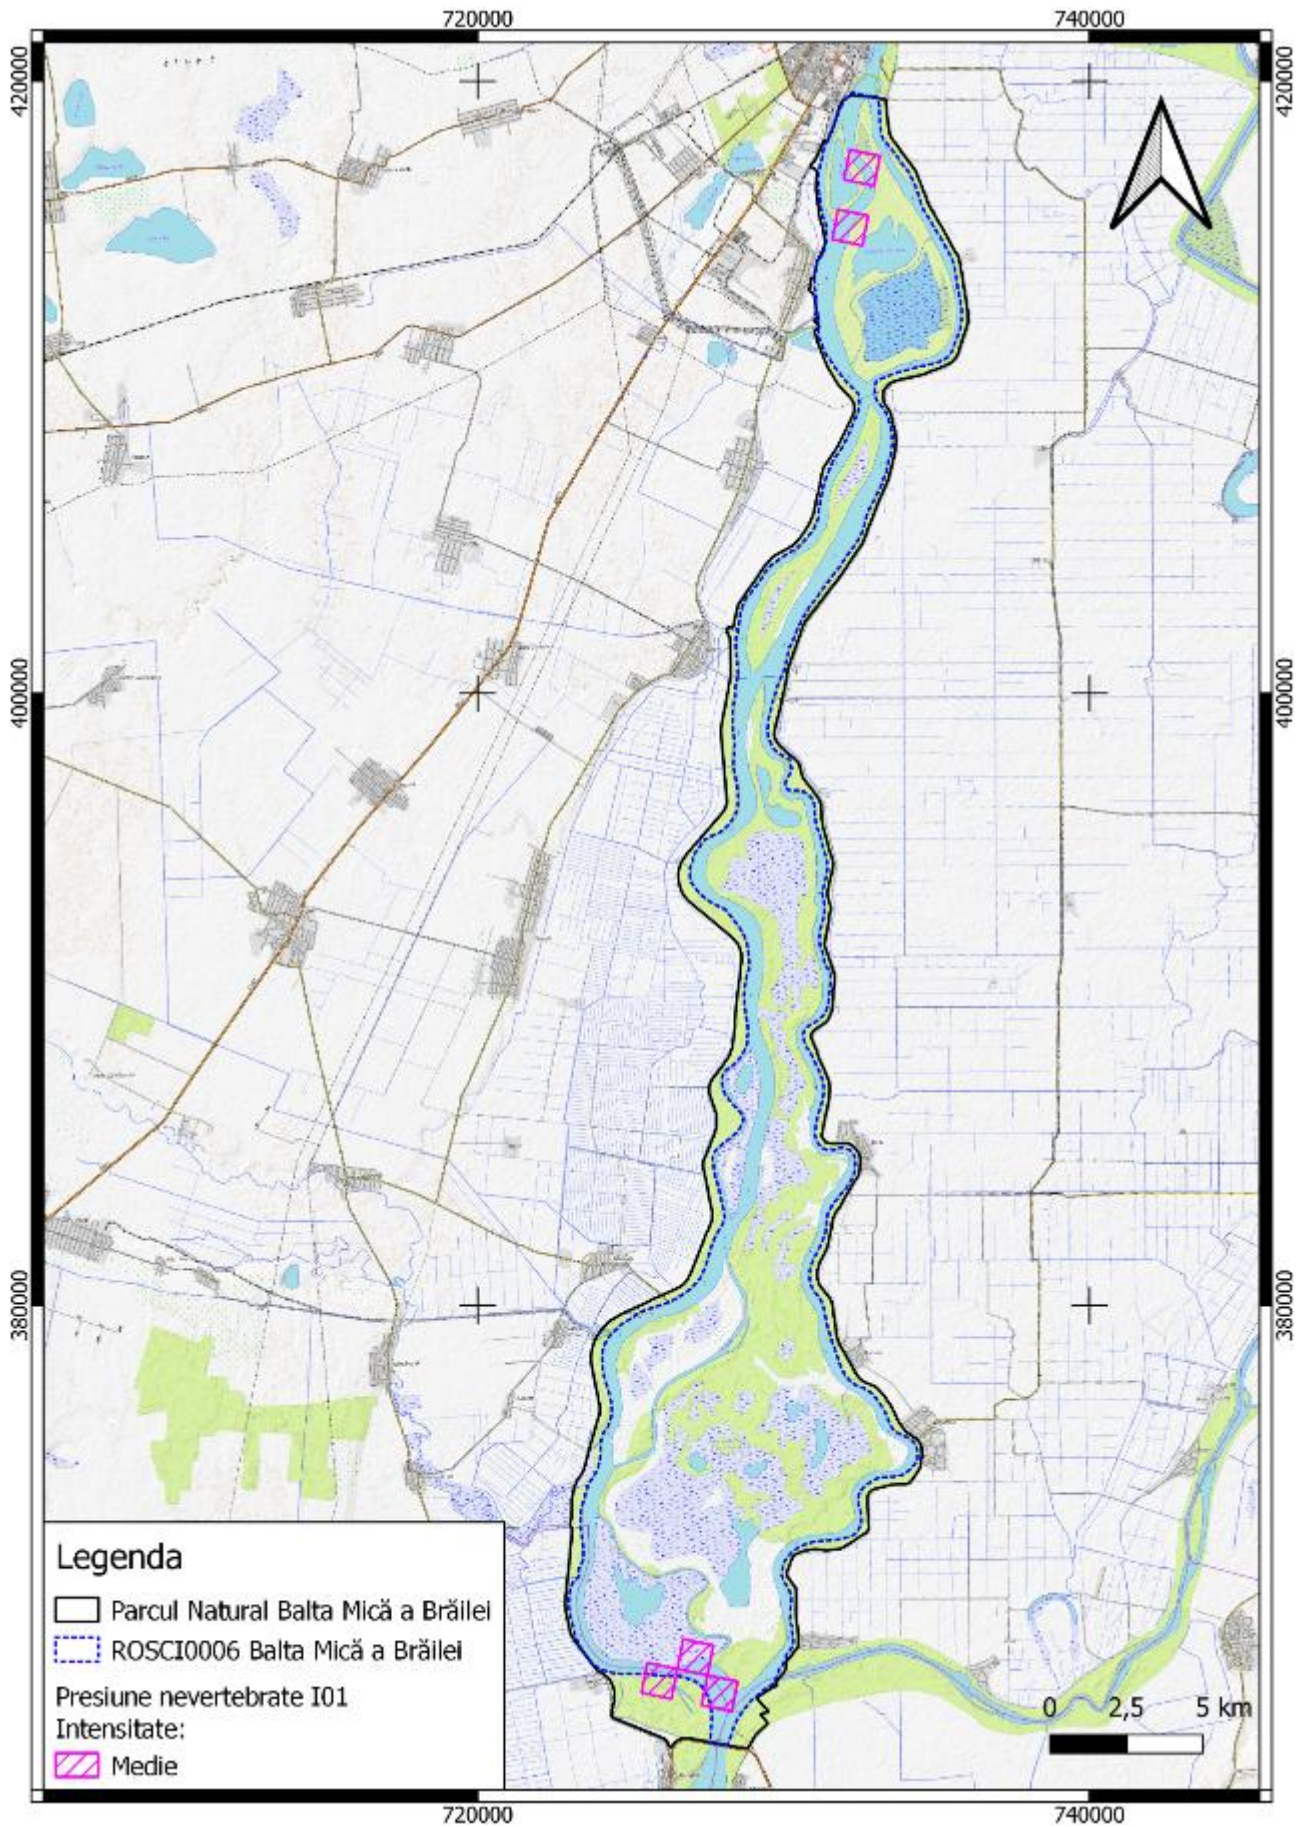 720000
740000
420000
420000
400000
400000
380000
380000
Legenda
Parcul Natural Balta Mică a Brăilei
ROSCI0006 Balta Mică a Brăilei
Presiune nevertebrate I01
Intensitate:
Medie
0 2,5 5 km
720000
740000